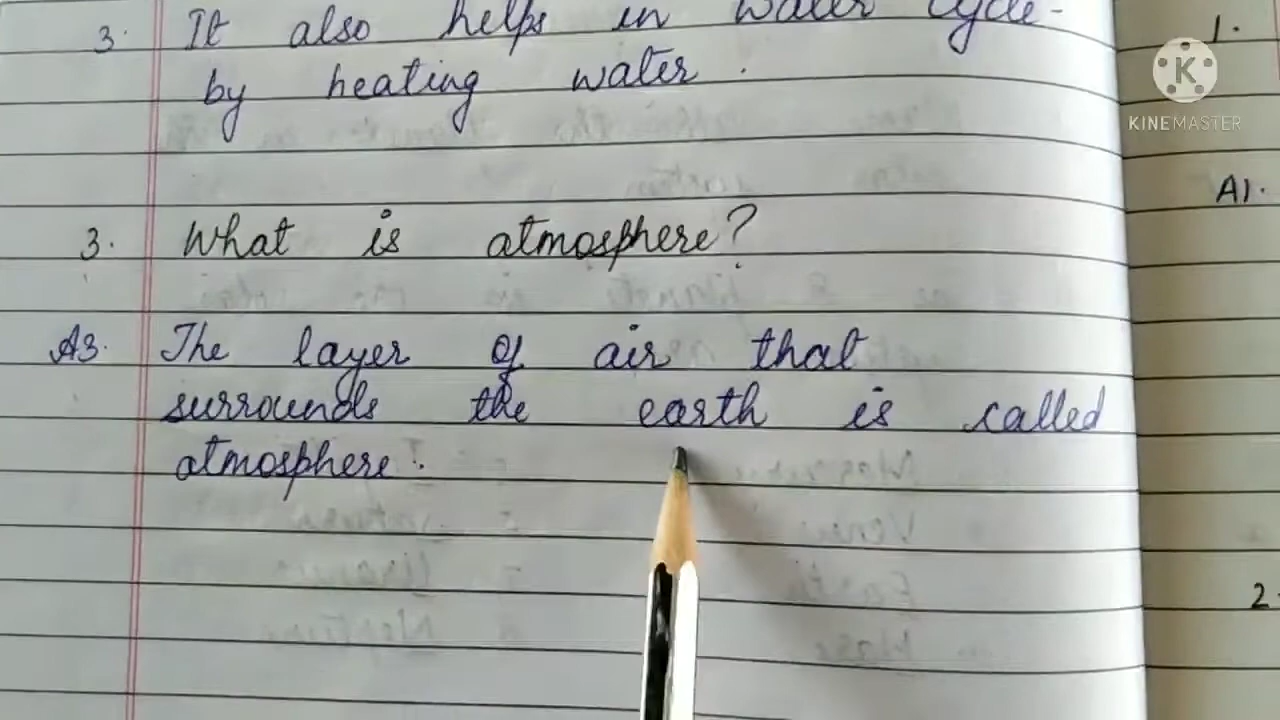 3. It also helps in water cycle
by heating water.
3. What is atmosphere?
A3. The layer of air that
surrounds the earth is called
atmosphere.
1.
KINEMASTER
A1.
2.